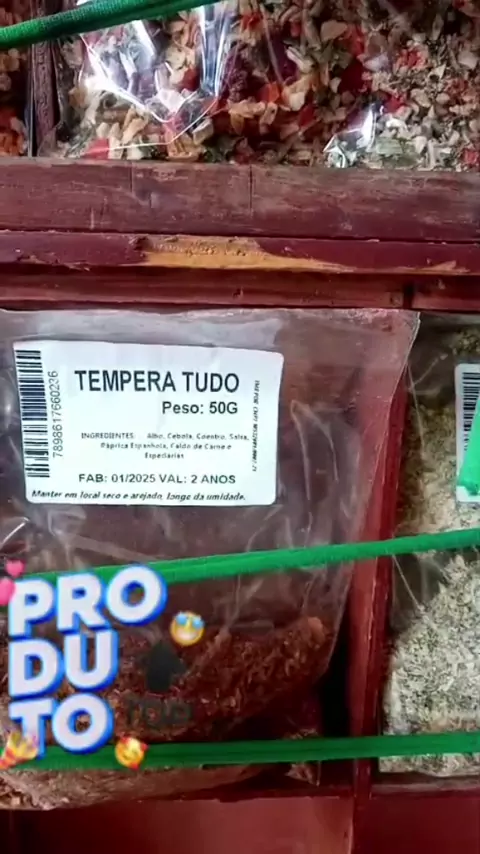 TEMPERA TUDO
Peso: 50G
7898617660236
INGREDIENTES: Alho, Cebola, Coentro, Salsa,
Páprica Espanhola, Caldo de Carne e
Especiarias
FAB: 01/2025 VAL: 2 ANOS
Manter em local seco e arejado, longe da umidade.
PRO
DU
TO
TOP